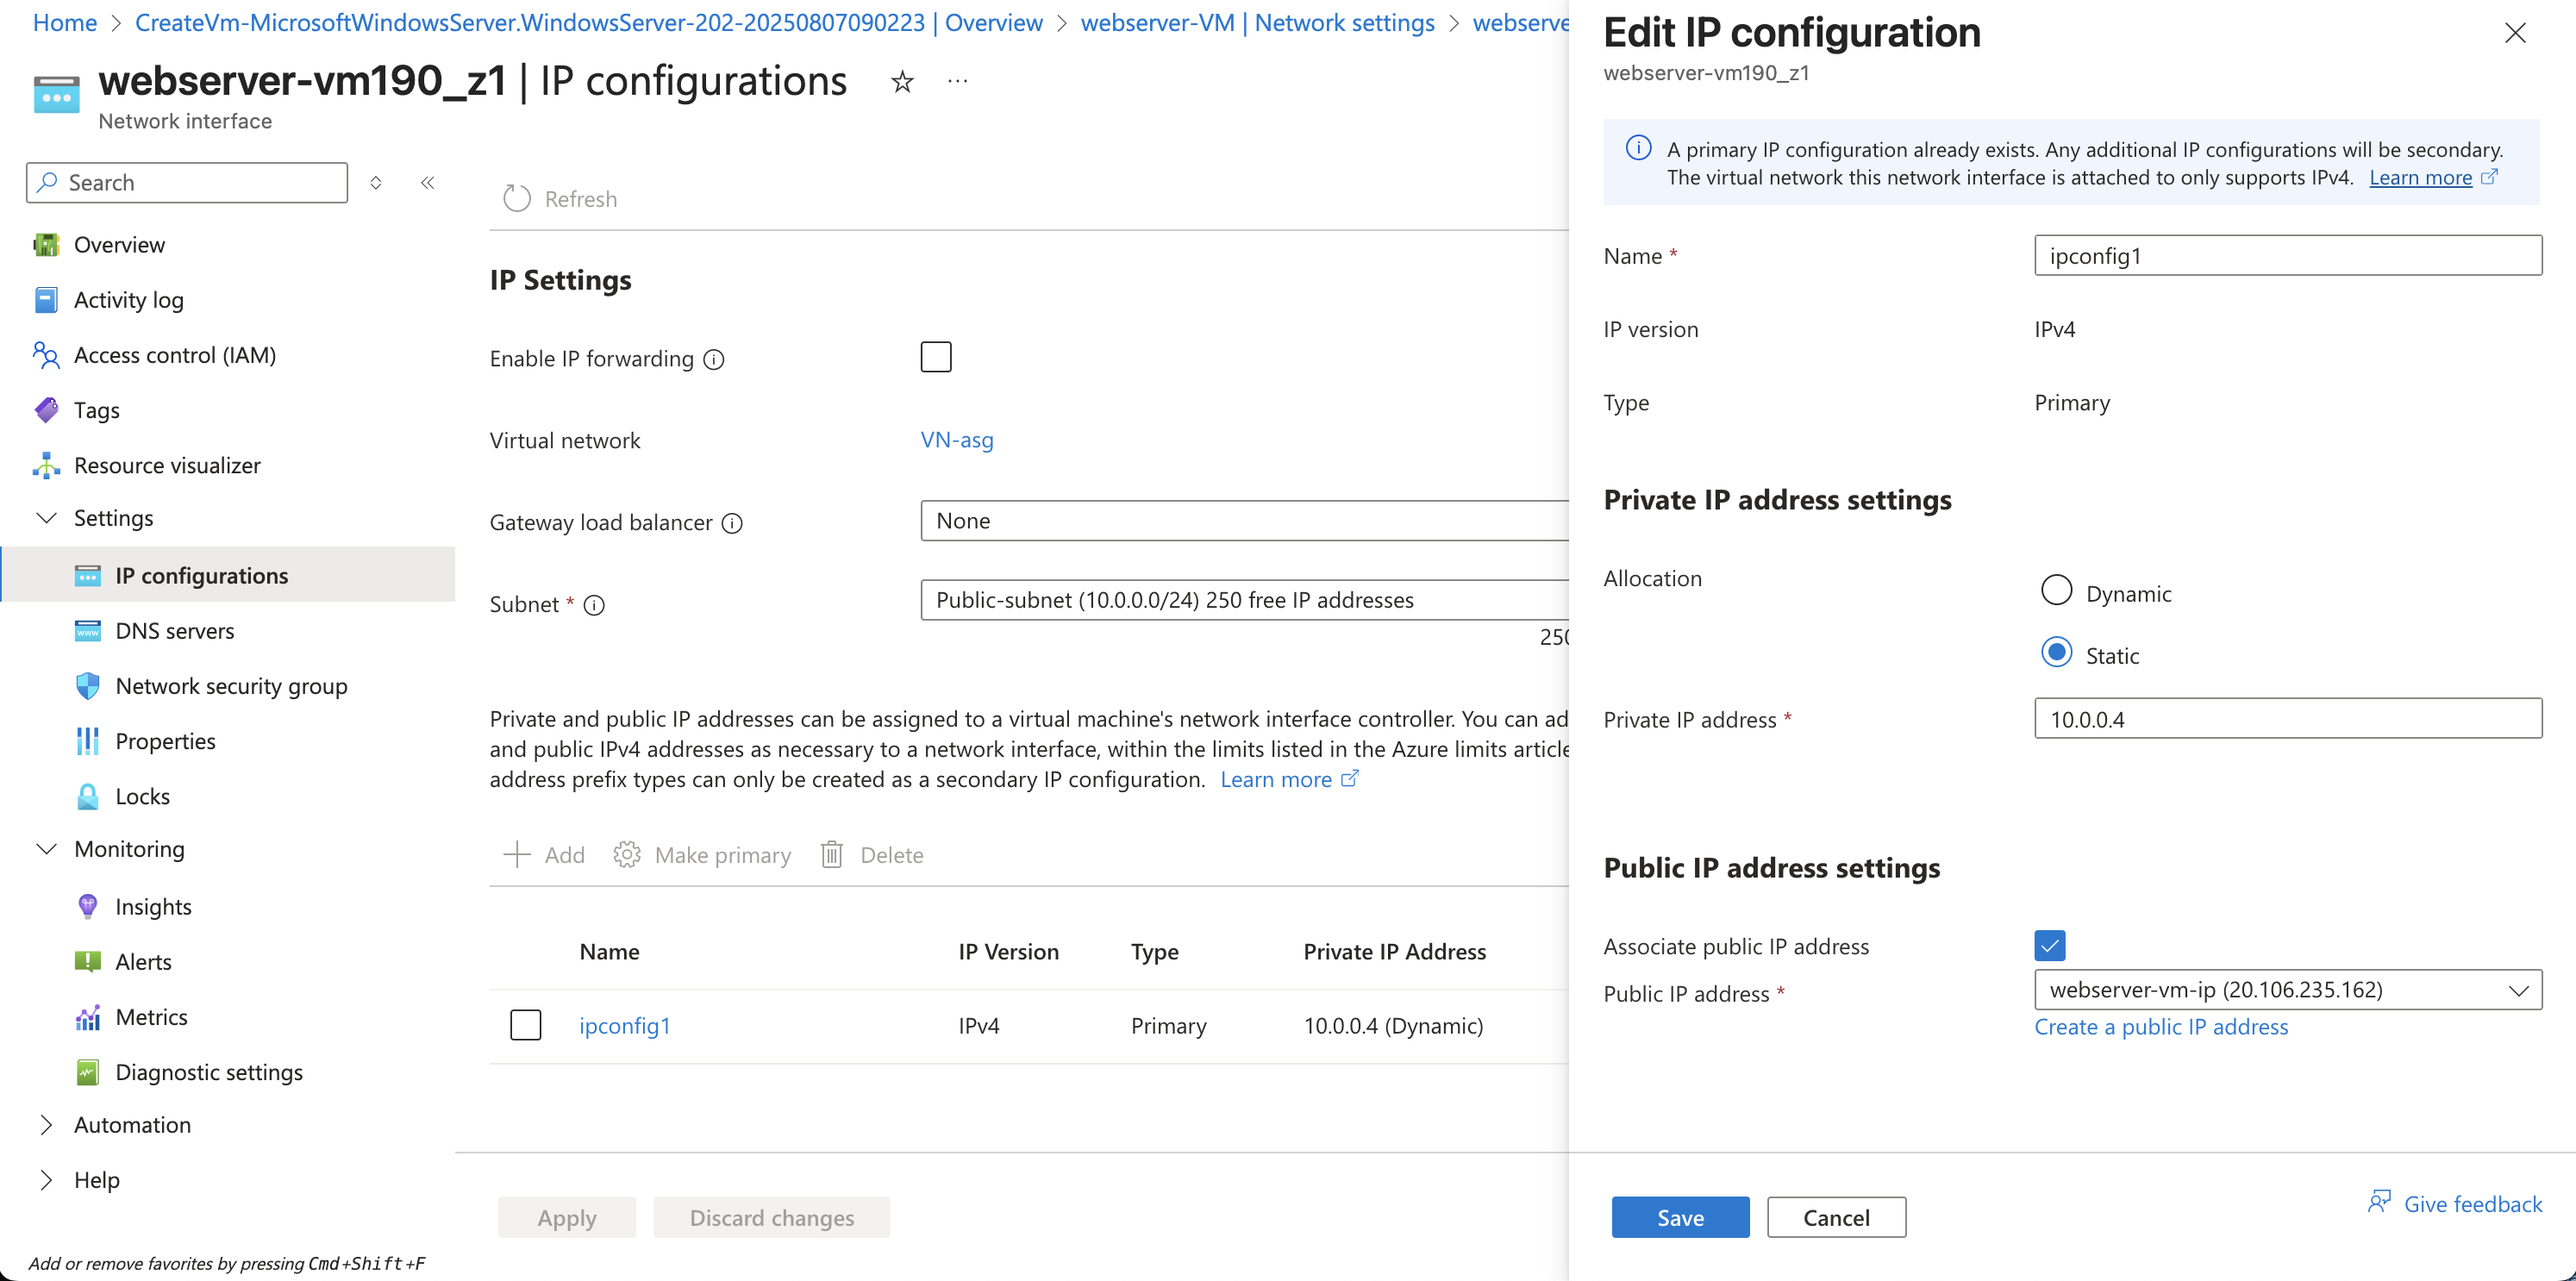 Home > CreateVm-MicrosoftWindowsServer.WindowsServer-202-20250807090223 | Overview > webserver-VM | Network settings > webserve
webserver-vm190_z1 | IP configurations
Network interface
Search
Overview
Activity log
Access control (IAM)
Tags
Resource visualizer
Settings
IP configurations
DNS servers
Network security group
Properties
Locks
Monitoring
Insights
Alerts
Metrics
Diagnostic settings
Automation
Help
Add or remove favorites by pressing Cmd+Shift+F
Refresh
IP Settings
Enable IP forwarding
Virtual network VN-asg
Gateway load balancer None
Subnet * Public-subnet (10.0.0.0/24) 250 free IP addresses
250
Private and public IP addresses can be assigned to a virtual machine's network interface controller. You can ad
and public IPv4 addresses as necessary to a network interface, within the limits listed in the Azure limits article
address prefix types can only be created as a secondary IP configuration. Learn more
Add Make primary Delete
Name IP Version Type Private IP Address
ipconfig1 IPv4 Primary 10.0.0.4 (Dynamic)
Apply Discard changes
Edit IP configuration
webserver-vm190_z1
A primary IP configuration already exists. Any additional IP configurations will be secondary.
The virtual network this network interface is attached to only supports IPv4. Learn more
Name * ipconfig1
IP version IPv4
Type Primary
Private IP address settings
Allocation
Dynamic
Static
Private IP address * 10.0.0.4
Public IP address settings
Associate public IP address
Public IP address * webserver-vm-ip (20.106.235.162)
Create a public IP address
Save Cancel
Give feedback